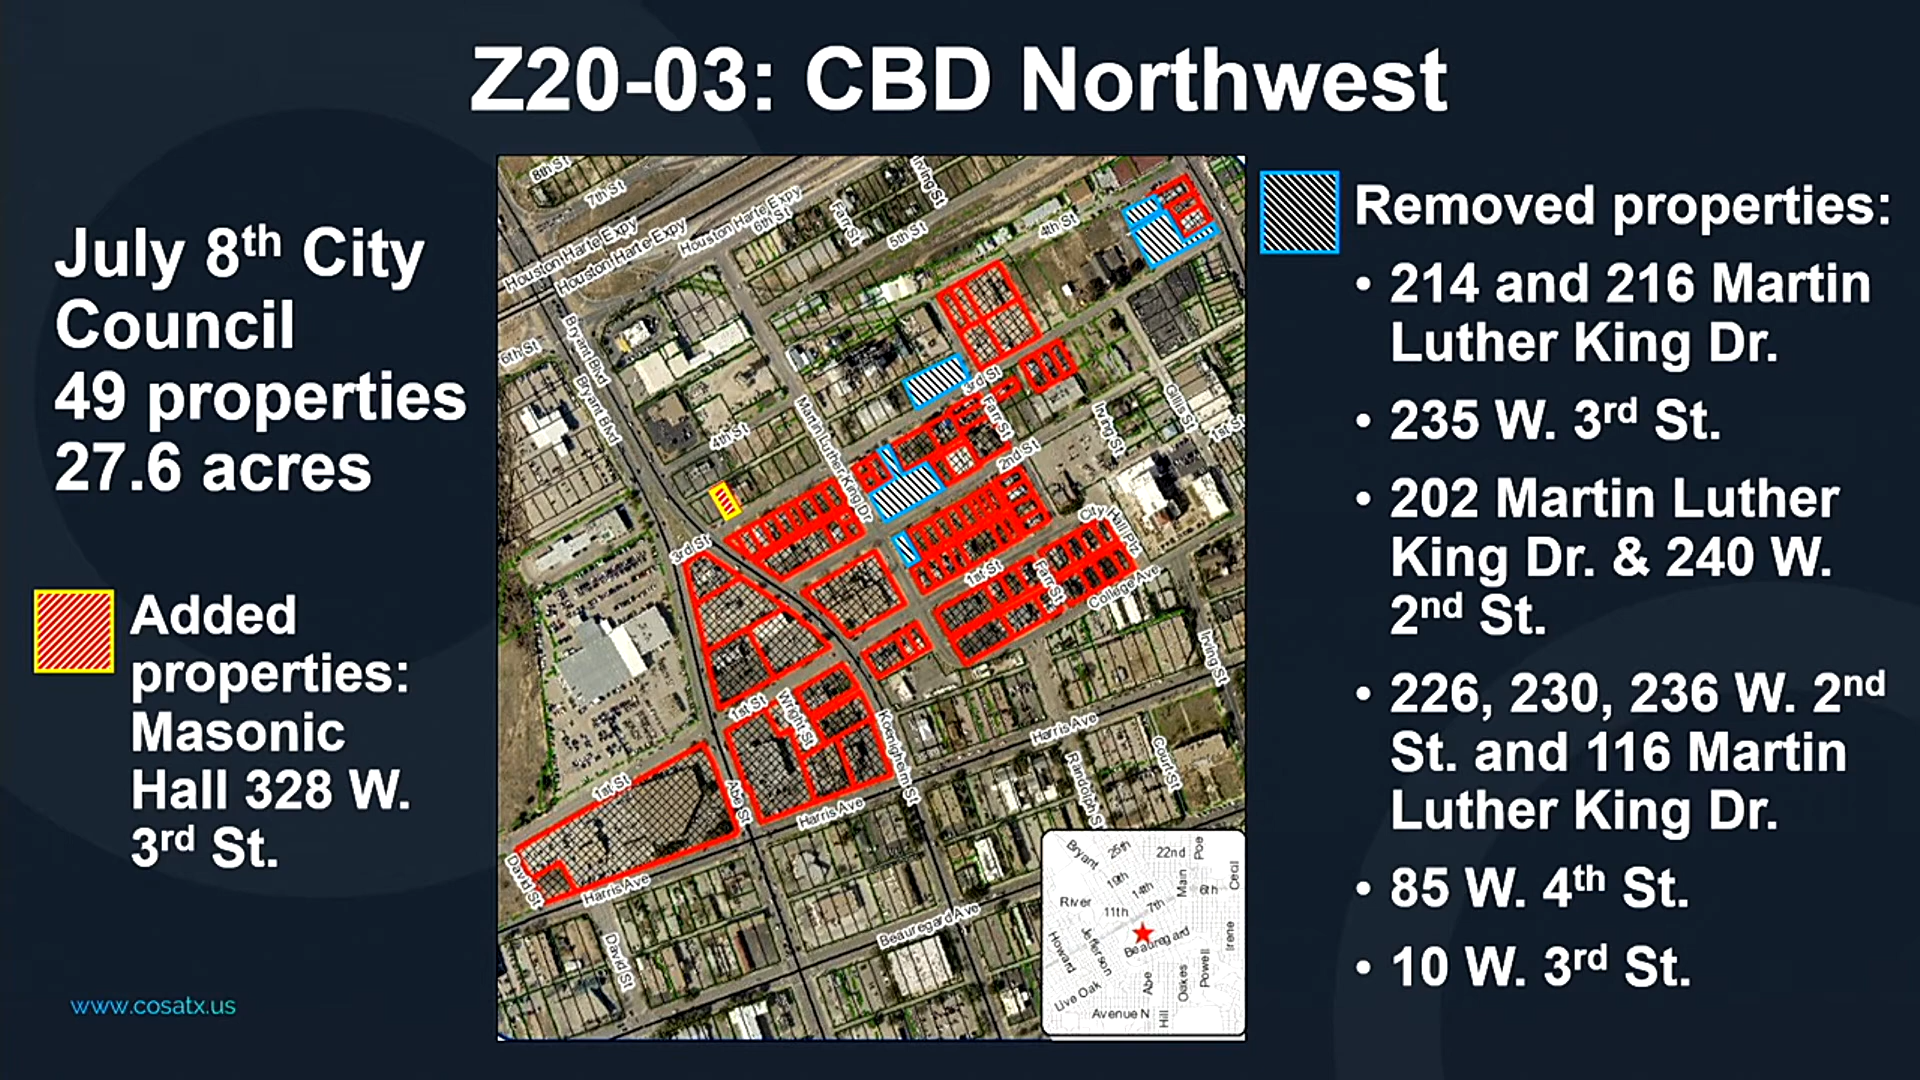 Z20-03: CBD Northwest
July 8th City
Council
49 properties
27.6 acres
Added
properties:
Masonic
Hall 328 W.
3rd St.
www.cosatx.us
8th St
7th St
Houston Harte Expy
Houston Harte Expy
Houston Harte Expy
6th St
Farr St
Irving St
5th St
4th St
6th St
Bryant Blvd
Bryant Blvd
4th St
Martin Luther King Dr.
3rd St
Farr St
2nd St
Irving St
Gillis St
1st St
City Hall Plz.
3rd St
1st St
Farr St
College Ave
Irving St
1st St
Wright St
Koenigheim St
Harris Ave
Court St
Randolph S
1st St
Abe St
Harris Ave
David St
Harris Ave
Beauregard Ave
David St
Bryant
25th
22nd
Poe
19th
14th
Main
6th
Cecil
River
11th
7th
Howard
Jefferson
Beauregard
Irene
Live Oak
Abe
Oakes
Powell
Avenue N
Hill
Removed properties:
• 214 and 216 Martin
Luther King Dr.
• 235 W. 3rd St.
• 202 Martin Luther
King Dr. & 240 W.
2nd St.
• 226, 230, 236 W. 2nd
St. and 116 Martin
Luther King Dr.
• 85 W. 4th St.
• 10 W. 3rd St.